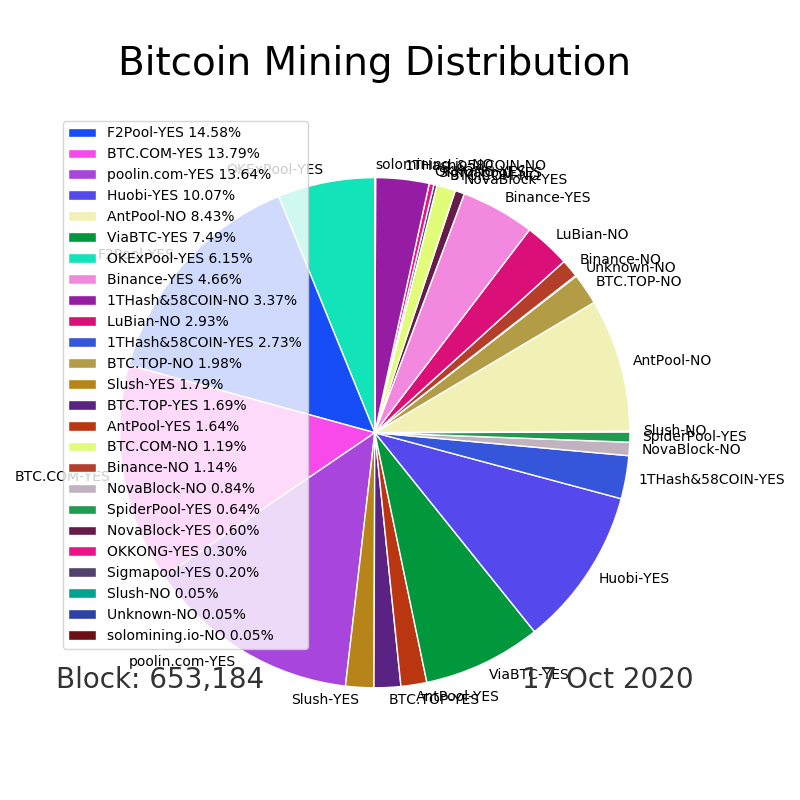 Bitcoin Mining Distribution
F2Pool-YES 14.58%
BTC.COM-YES 13.79%
poolin.com-YES 13.64%
Huobi-YES 10.07%
AntPool-NO 8.43%
ViaBTC-YES 7.49%
OKExPool-YES 6.15%
Binance-YES 4.66%
1THash&58COIN-NO 3.37%
LuBian-NO 2.93%
1THash&58COIN-YES 2.73%
BTC.TOP-NO 1.98%
Slush-YES 1.79%
BTC.TOP-YES 1.69%
AntPool-YES 1.64%
BTC.COM-NO 1.19%
Binance-NO 1.14%
NovaBlock-NO 0.84%
SpiderPool-YES 0.64%
NovaBlock-YES 0.60%
OKKONG-YES 0.30%
Sigmapool-YES 0.20%
Slush-NO 0.05%
Unknown-NO 0.05%
solomining.io-NO 0.05%
OKExPool-YES
F2Pool-YES
BTC.COM-YES
poolin.com-YES
Slush-YES
BTC.TOP-YES
AntPool-YES
ViaBTC-YES
Huobi-YES
1THash&58COIN-YES
NovaBlock-NO
SpiderPool-YES
Slush-NO
AntPool-NO
BTC.TOP-NO
Unknown-NO
Binance-NO
LuBian-NO
Binance-YES
NovaBlock-YES
1THash&58COIN-NO
solomining.io-NO
Block: 653,184
17 Oct 2020